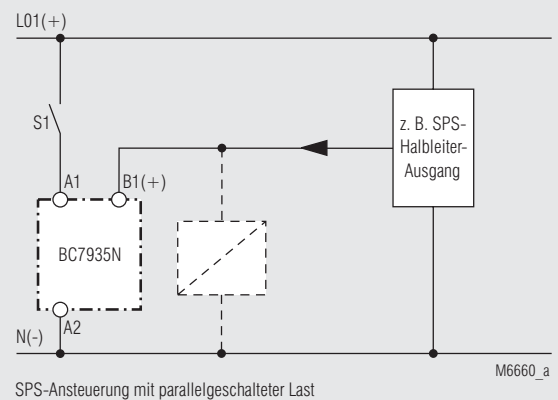 L01(+)
S1
A1
B1(+)
z. B. SPS-
Halbleiter-
Ausgang
BC7935N
A2
N(-)
M6660_a
SPS-Ansteuerung mit parallelgeschalteter Last